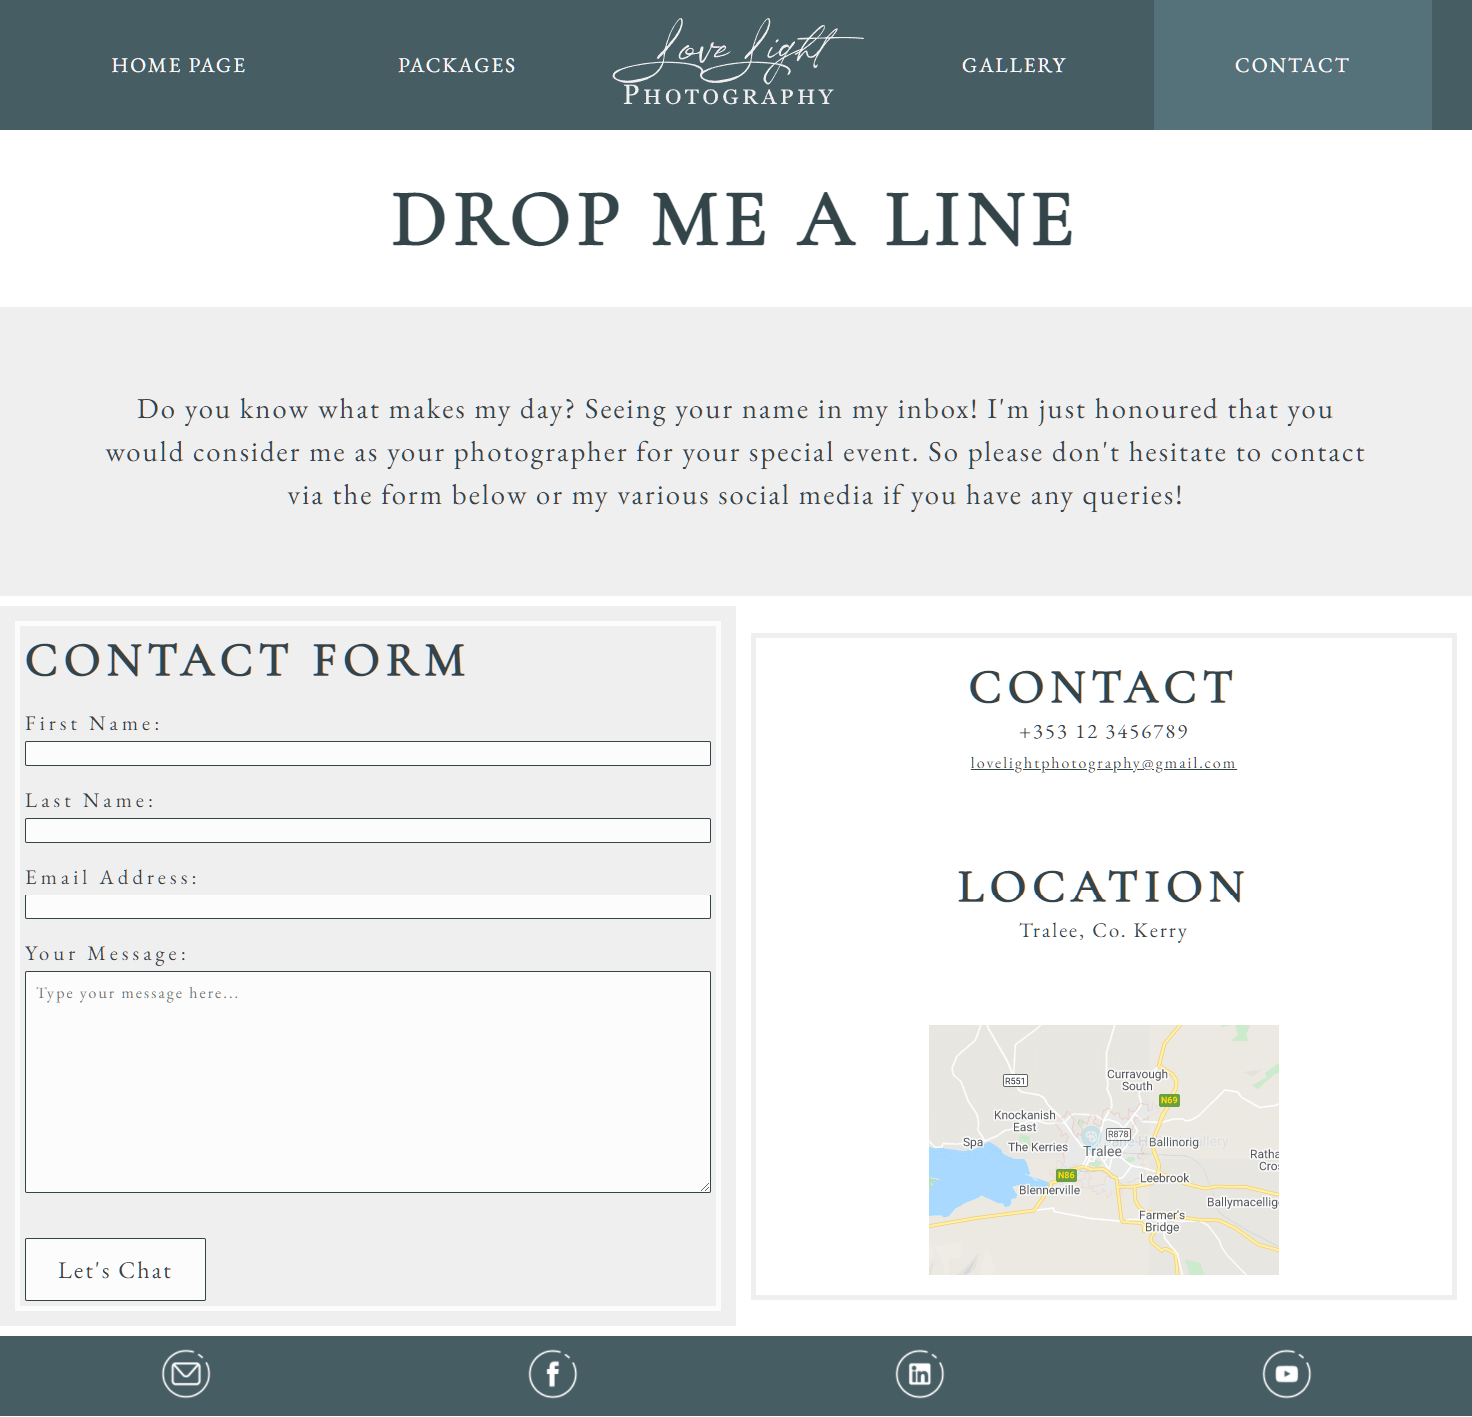 HOME PAGE
PACKAGES
Love Light
PHOTOGRAPHY
GALLERY
CONTACT
DROP ME A LINE
Do you know what makes my day? Seeing your name in my inbox! I'm just honoured that you
would consider me as your photographer for your special event. So please don't hesitate to contact
via the form below or my various social media if you have any queries!
CONTACT FORM
First Name:
Last Name:
Email Address:
Your Message:
Type your message here...
Let's Chat
CONTACT
+353 12 3456789
lovelightphotography@gmail.com
LOCATION
Tralee, Co. Kerry
R551
Curravough
South
N69
Knockanish
East
R878
Spa
The Kerries
Tralee
Ballinorig
Ratha
Cros
N86
Leebrook
Blennerville
Ballymacellig
Farmer's
Bridge